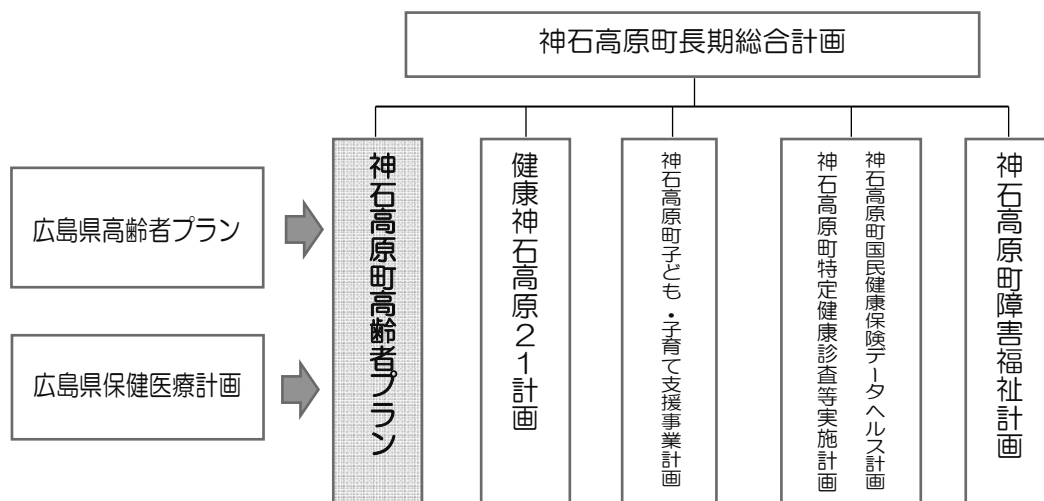 神石高原町長期総合計画
広島県高齢者プラン
広島県保健医療計画
神石高原町高齢者プラン
健康神石高原21計画
神石高原町子ども・子育て支援事業計画
神石高原町国民健康保険データヘルス計画
神石高原町特定健康診査等実施計画
神石高原町障害福祉計画